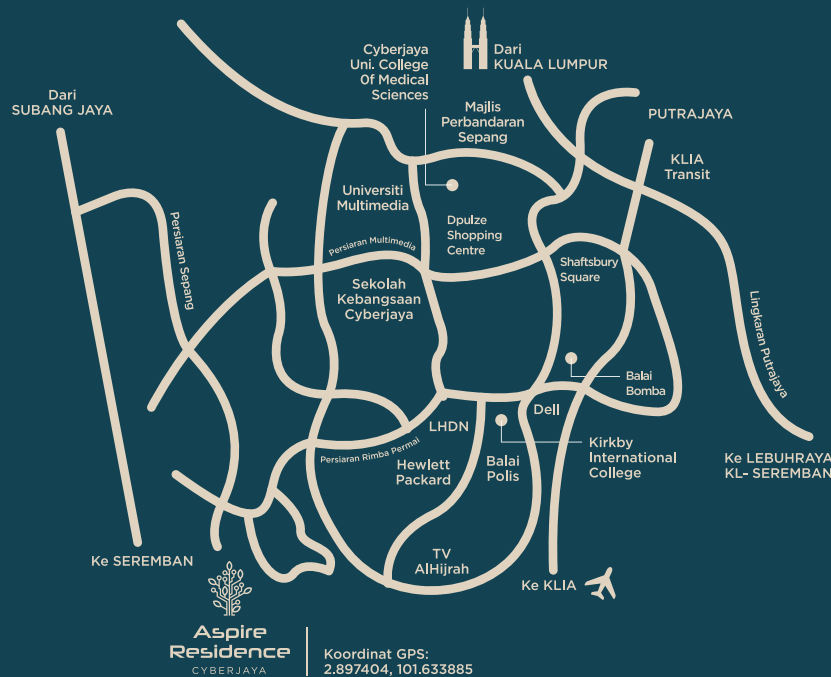 Dari
KUALA LUMPUR
Cyberjaya
Uni. College
Of Medical
Sciences
Dari
SUBANG JAYA
Majlis
Perbandaran
Sepang
PUTRAJAYA
KLIA
Transit
Universiti
Multimedia
Dpulze
Shopping
Centre
Persiaran Sepang
Persiaran Multimedia
Shaftsbury
Square
Sekolah
Kebangsaan
Cyberjaya
Lingkaran Putrajaya
Balai
Bomba
Dell
LHDN
Persiaran Rimba Permai
Hewlett
Packard
Balai
Polis
Kirkby
International
College
Ke LEBUHRAYA
KL- SEREMBAN
TV
AlHijrah
Ke SEREMBAN
Ke KLIA
Aspire
Residence
CYBERJAYA
Koordinat GPS:
2.897404, 101.633885